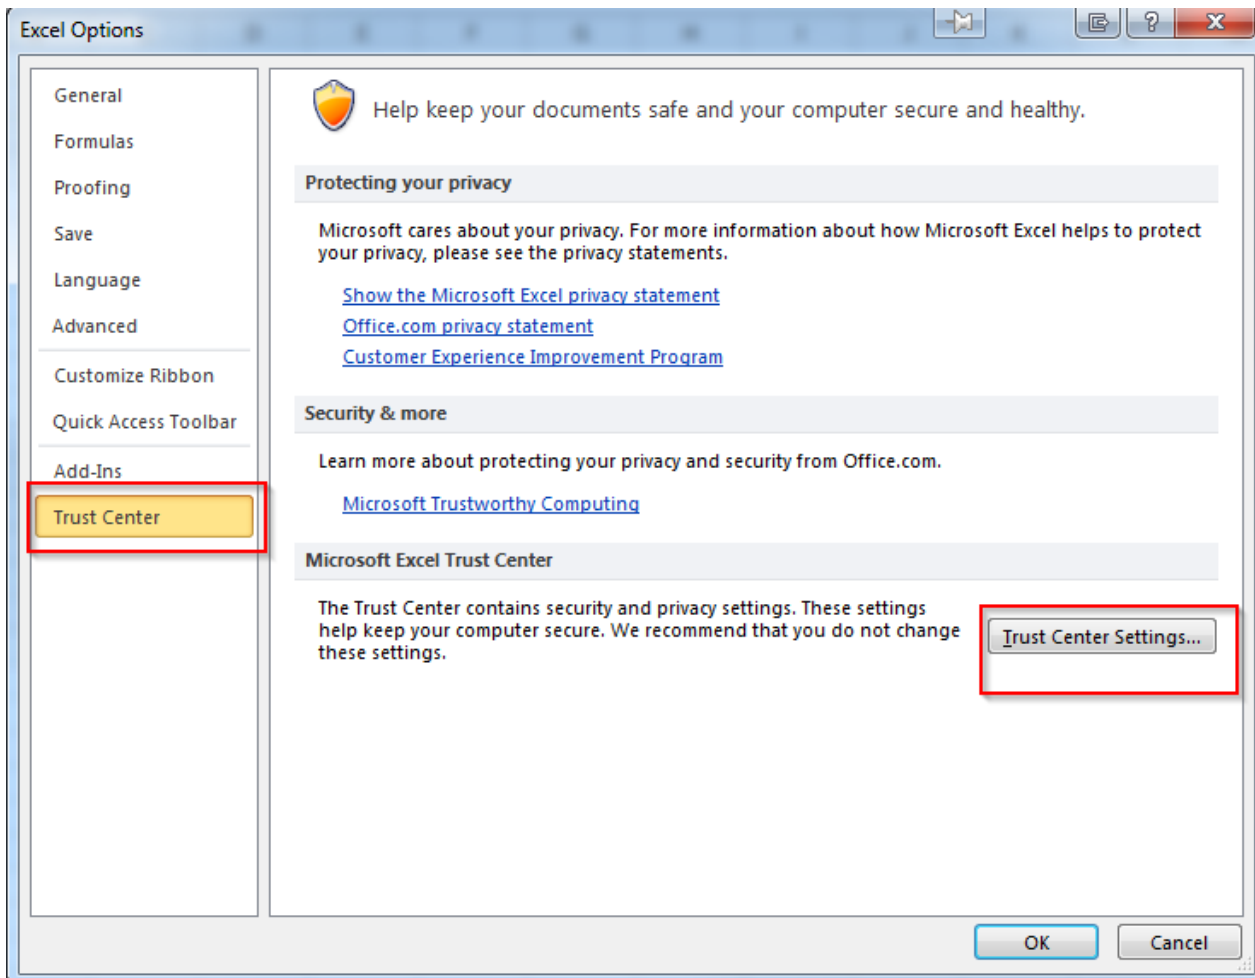 Excel Options
General
Formulas
Proofing
Save
Language
Advanced
Customize Ribbon
Quick Access Toolbar
Add-Ins
Trust Center
Help keep your documents safe and your computer secure and healthy.
Protecting your privacy
Microsoft cares about your privacy. For more information about how Microsoft Excel helps to protect
your privacy, please see the privacy statements.
Show the Microsoft Excel privacy statement
Office.com privacy statement
Customer Experience Improvement Program
Security & more
Learn more about protecting your privacy and security from Office.com.
Microsoft Trustworthy Computing
Microsoft Excel Trust Center
The Trust Center contains security and privacy settings. These settings
help keep your computer secure. We recommend that you do not change
these settings.
Trust Center Settings...
OK
Cancel